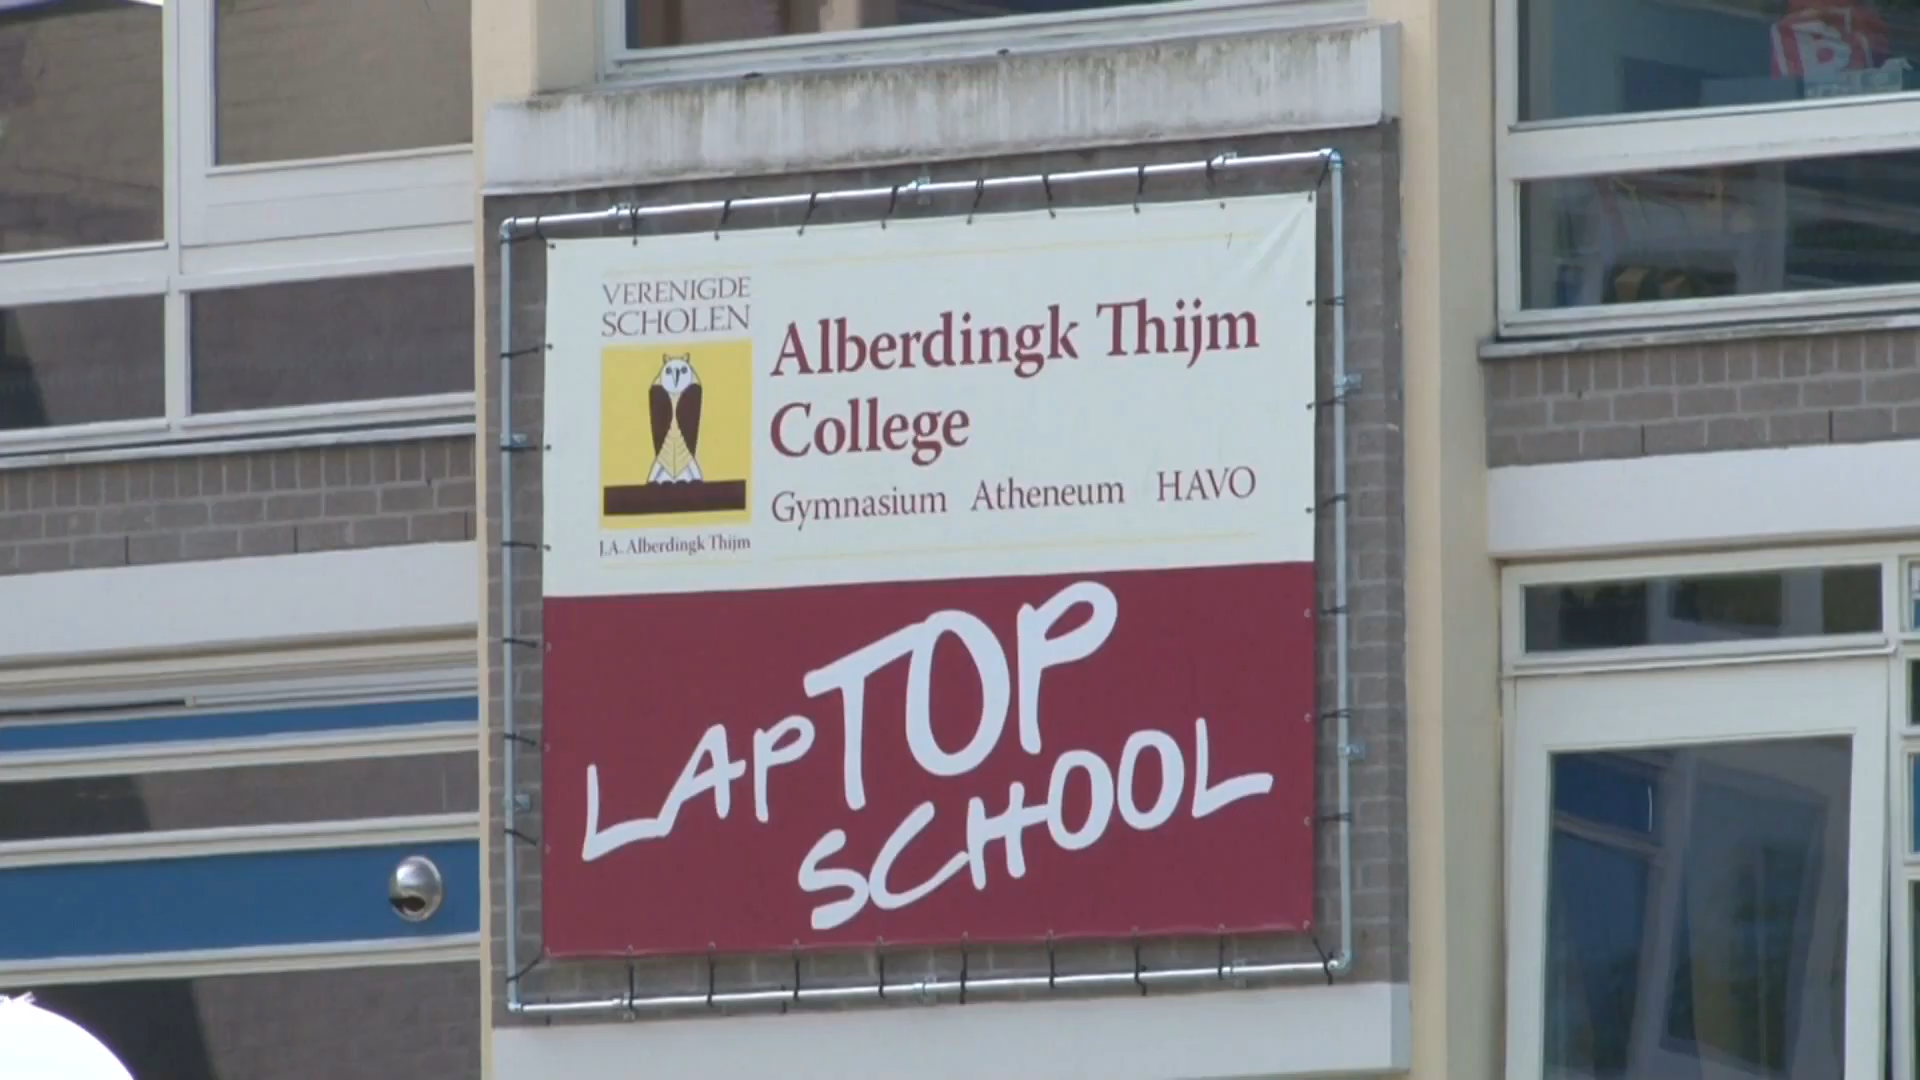 VERENIGDE
SCHOLEN
Alberdingk Thijm
College
Gymnasium Atheneum HAVO
J.A. Alberdingk Thijm
LAPTOP
SCHOOL